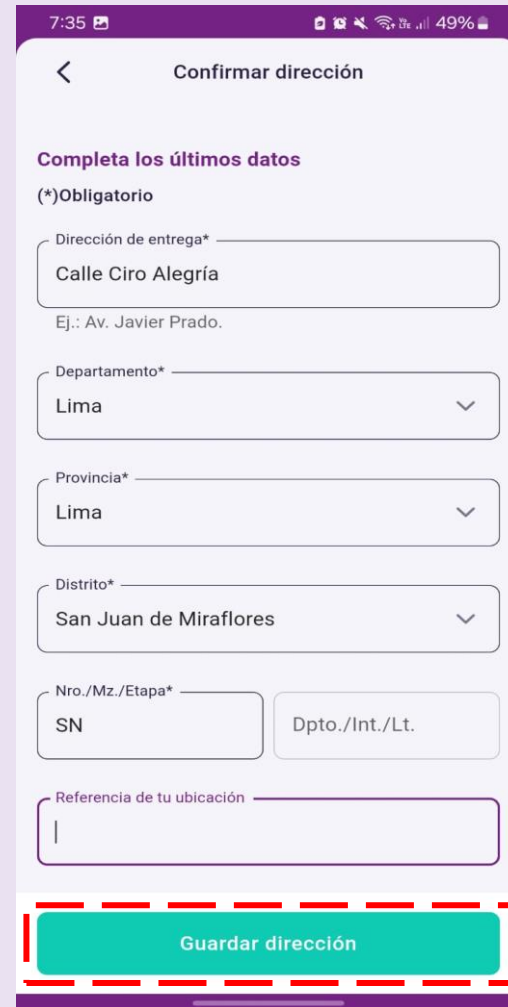 7:35 49%
Confirmar dirección
Completa los últimos datos
(*)Obligatorio
Dirección de entrega*
Calle Ciro Alegría
Ej.: Av. Javier Prado.
Departamento*
Lima
Provincia*
Lima
Distrito*
San Juan de Miraflores
Nro./Mz./Etapa*
SN Dpto./Int./Lt.
Referencia de tu ubicación
Guardar dirección